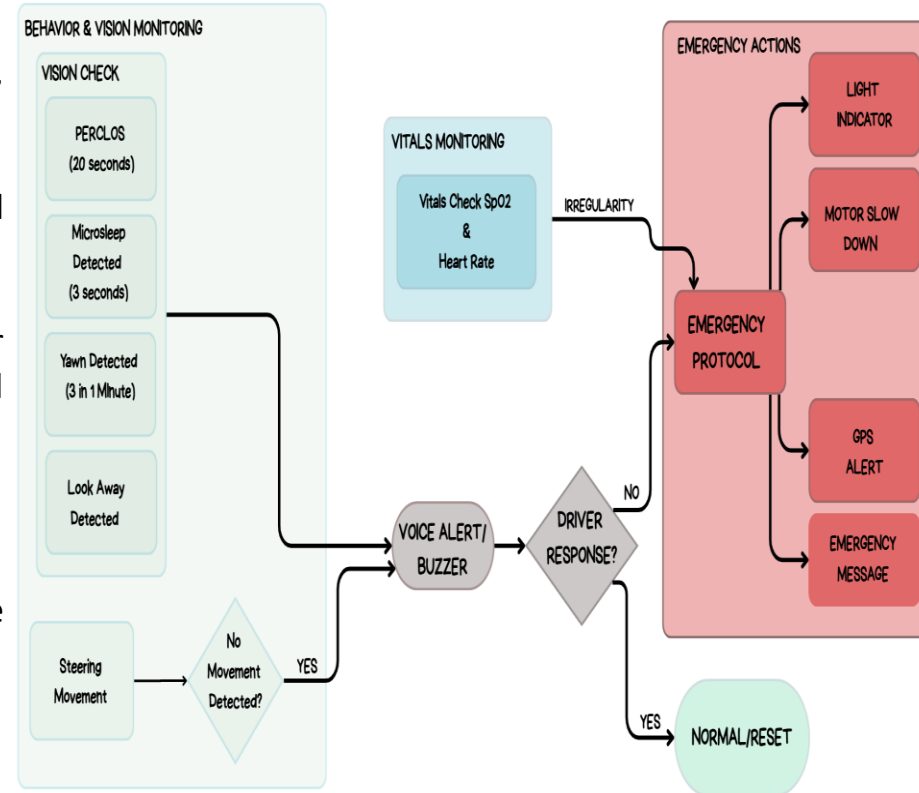 BEHAVIOR & VISION MONITORING
VISION CHECK
PERCLOS
(20 seconds)
Microsleep
Detected
(3 seconds)
Yawn Detected
(3 in 1 Minute)
Look Away
Detected
Steering
Movement
No
Movement
Detected?
YES
VITALS MONITORING
Vitals Check SpO2
&
Heart Rate
IRREGULARITY
VOICE ALERT/
BUZZER
DRIVER
RESPONSE?
NO
YES
NORMAL/RESET
EMERGENCY ACTIONS
EMERGENCY
PROTOCOL
LIGHT
INDICATOR
MOTOR SLOW
DOWN
GPS
ALERT
EMERGENCY
MESSAGE